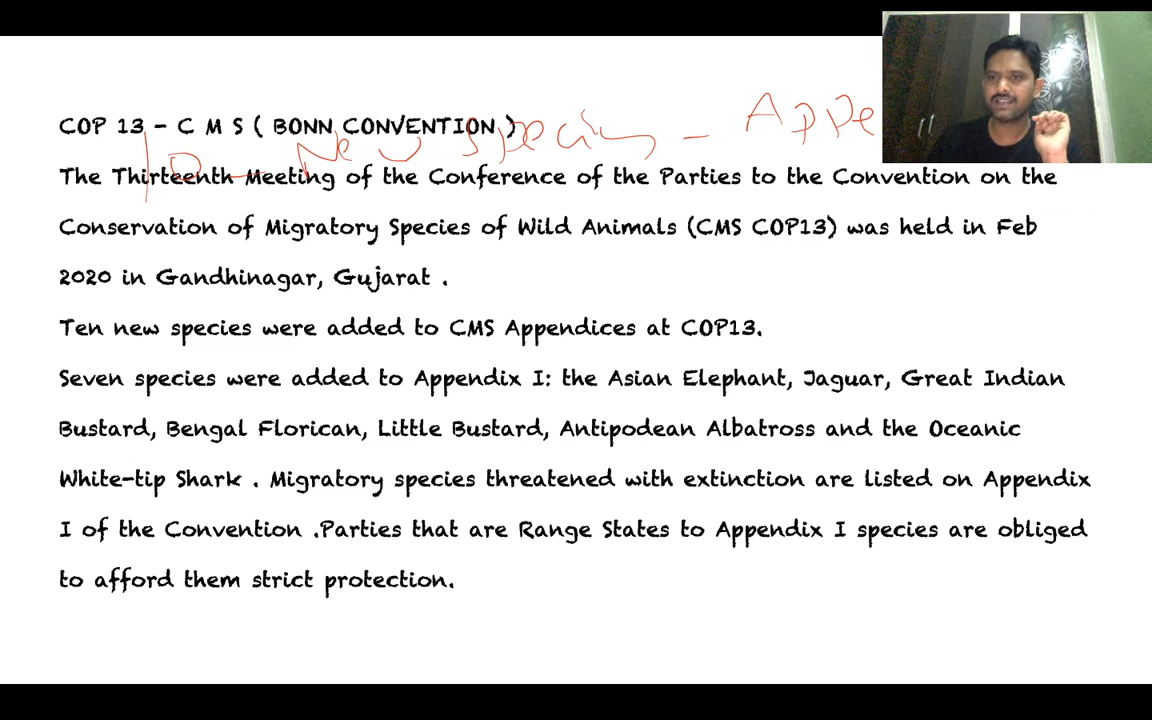 COP 13 - C M S ( BONN CONVENTION )
10 - New Species - Appe
The Thirteenth Meeting of the Conference of the Parties to the Convention on the
Conservation of Migratory Species of Wild Animals (CMS COP13) was held in Feb
2020 in Gandhinagar, Gujarat .
Ten new species were added to CMS Appendices at COP13.
Seven species were added to Appendix I: the Asian Elephant, Jaguar, Great Indian
Bustard, Bengal Florican, Little Bustard, Antipodean Albatross and the Oceanic
White-tip Shark . Migratory species threatened with extinction are listed on Appendix
I of the Convention .Parties that are Range States to Appendix I species are obliged
to afford them strict protection.